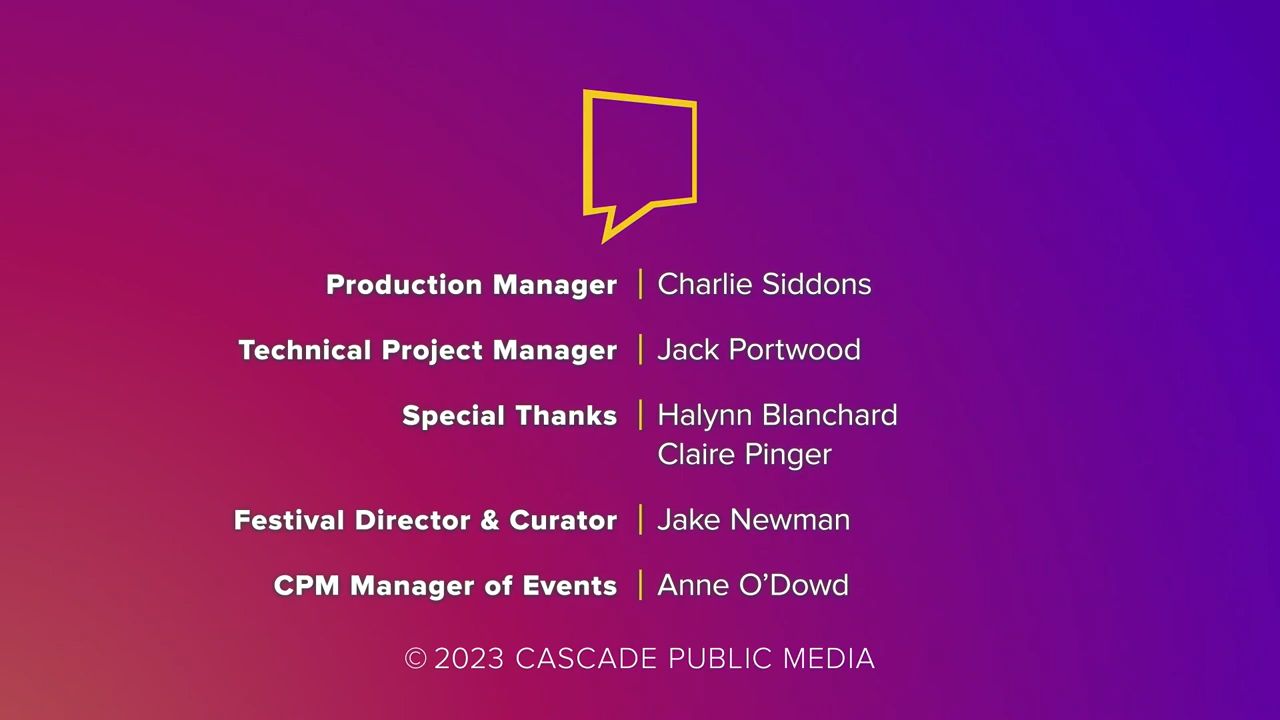 Production Manager | Charlie Siddons
Technical Project Manager | Jack Portwood
Special Thanks | Halynn Blanchard
Claire Pinger
Festival Director & Curator | Jake Newman
CPM Manager of Events | Anne O’Dowd
© 2023 CASCADE PUBLIC MEDIA